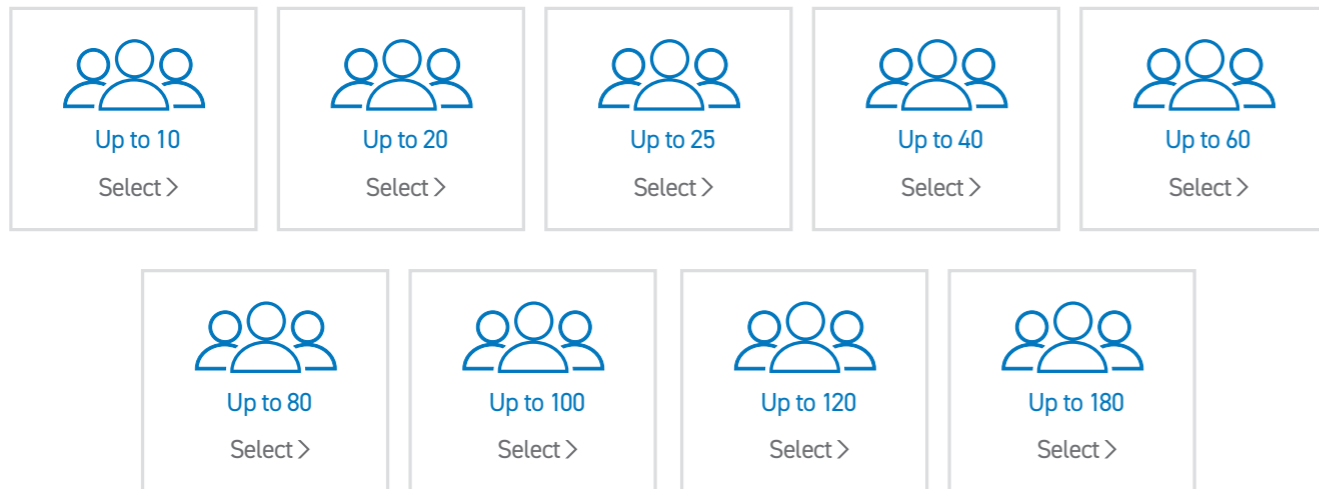 Up to 10
Select >
Up to 20
Select >
Up to 25
Select >
Up to 40
Select >
Up to 60
Select >
Up to 80
Select >
Up to 100
Select >
Up to 120
Select >
Up to 180
Select >